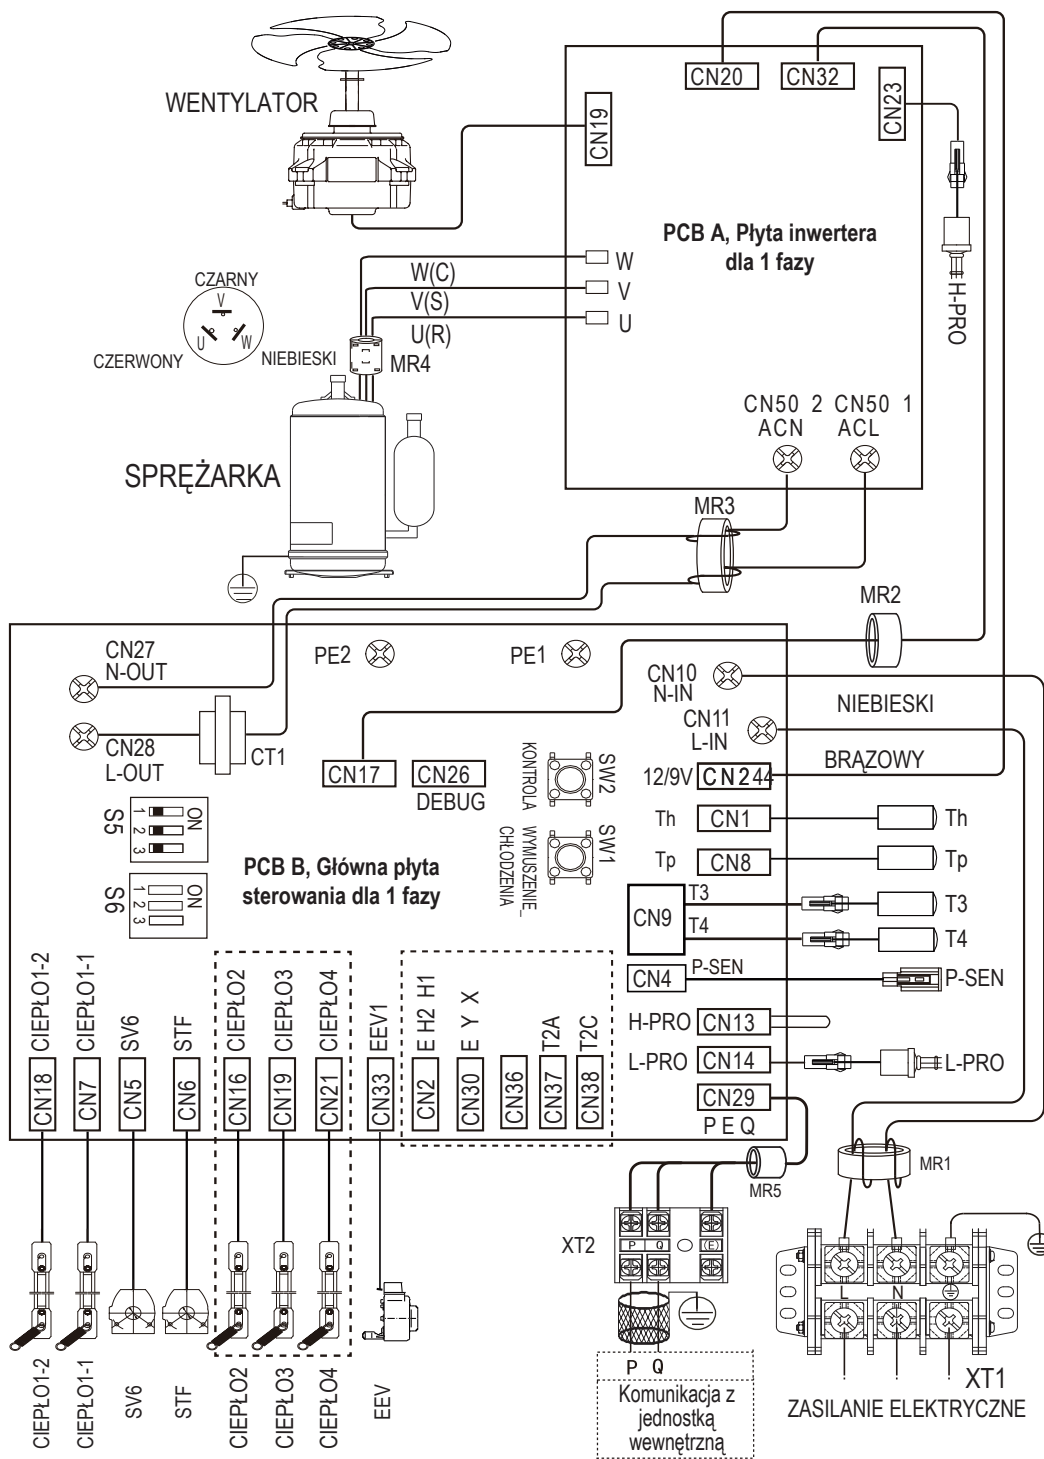 WENTYLATOR
CN20
CN32
CN23
CN19
H-PRO
PCB A, Płyta inwertera
dla 1 fazy
W
V
U
W(C)
V(S)
U(R)
MR4
CZARNY
V
U
W
CZERWONY
NIEBIESKI
SPRĘŻARKA
CN50 2 CN50 1
ACN
ACL
MR3
MR2
CN27
N-OUT
PE2
PE1
CN10
N-IN
NIEBIESKI
CN11
L-IN
BRĄZOWY
CN28
L-OUT
CT1
CN17
CN26
DEBUG
KONTROLA
SW2
12/9V
CN244
S5
ON
1
2
3
S6
ON
1
2
3
PCB B, Główna płyta
sterowania dla 1 fazy
WYMUSZENIE_
CHŁODZENIA
SW1
Th
CN1
Th
Tp
CN8
Tp
CN9
T3
T3
T4
T4
CN4
P-SEN
P-SEN
H-PRO
CN13
L-PRO
CN14
L-PRO
CN29
P E Q
CIEPŁO1-2
CIEPŁO1-1
SV6
STF
CIEPŁO2
CIEPŁO3
CIEPŁO4
EEV1
E H2 H1
E Y X
T2A
T2C
CN18
CN7
CN5
CN6
CN16
CN19
CN21
CN33
CN2
CN30
CN36
CN37
CN38
MR5
MR1
XT2
P
Q
E
P Q
Komunikacja z
jednostką
wewnętrzną
L
N
XT1
ZASILANIE ELEKTRYCZNE
CIEPŁO1-2
CIEPŁO1-1
SV6
STF
CIEPŁO2
CIEPŁO3
CIEPŁO4
EEV